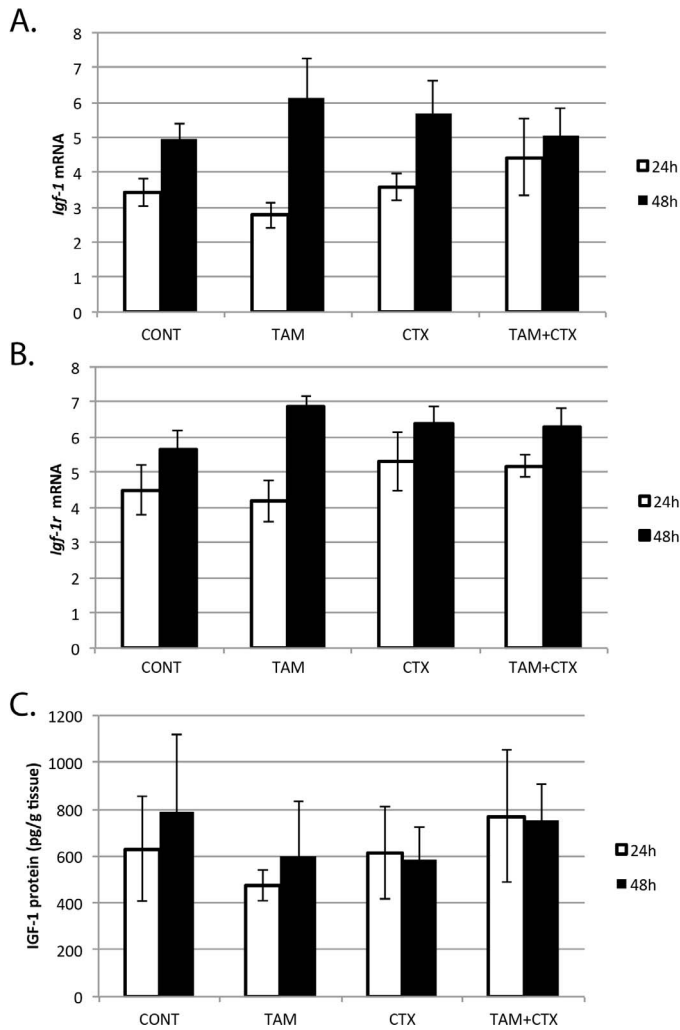 A.
8
7
6
5
4
3
2
1
0
Igf-1 mRNA
CONT TAM CTX TAM+CTX
24h
48h
B.
8
7
6
5
4
3
2
1
0
Igf-1r mRNA
CONT TAM CTX TAM+CTX
24h
48h
C.
1200
1000
800
600
400
200
0
IGF-1 protein (pg/g tissue)
CONT TAM CTX TAM+CTX
24h
48h